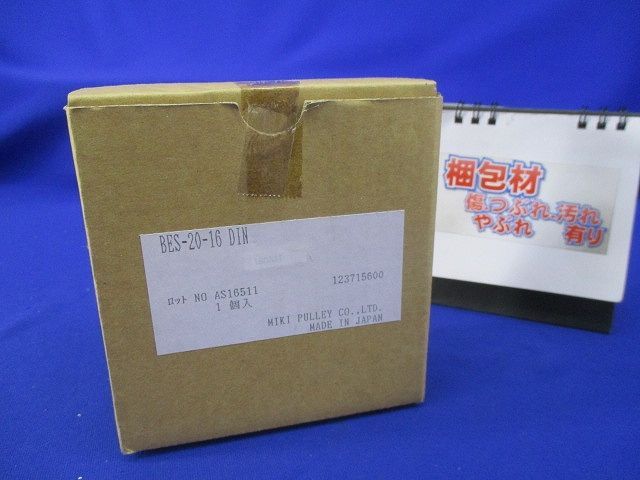 BES-20-16 DIN
123715600
ロット NO AS16511
1 個入
MIKI PULLEY CO.,LTD.
MADE IN JAPAN
梱包材
傷、つぶれ、汚れ
やぶれ 有り